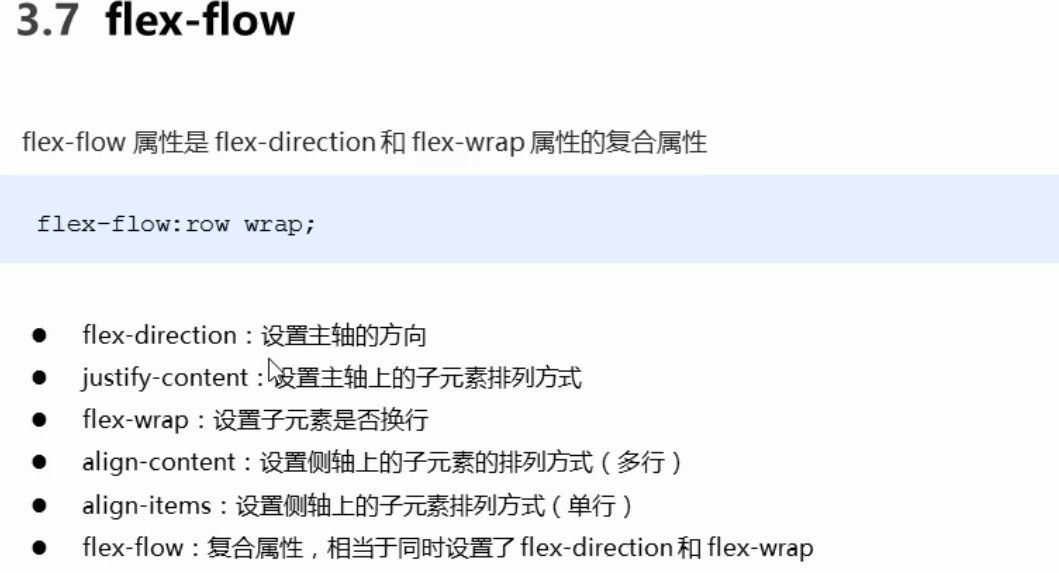 3.7 flex-flow
flex-flow 属性是 flex-direction 和 flex-wrap 属性的复合属性
flex-flow:row wrap;
● flex-direction：设置主轴的方向
● justify-content：设置主轴上的子元素排列方式
● flex-wrap：设置子元素是否换行
● align-content：设置侧轴上的子元素的排列方式（多行）
● align-items：设置侧轴上的子元素排列方式（单行）
● flex-flow：复合属性，相当于同时设置了 flex-direction 和 flex-wrap